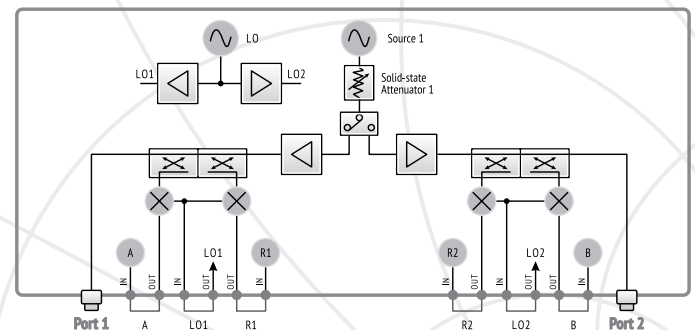 LO
Source 1
LO1
LO2
Solid-state
Attenuator 1
A
LO1
R1
R2
LO2
B
IN
OUT
IN
OUT
OUT
IN
IN
OUT
IN
OUT
OUT
IN
Port 1
A
LO1
R1
R2
LO2
B
Port 2